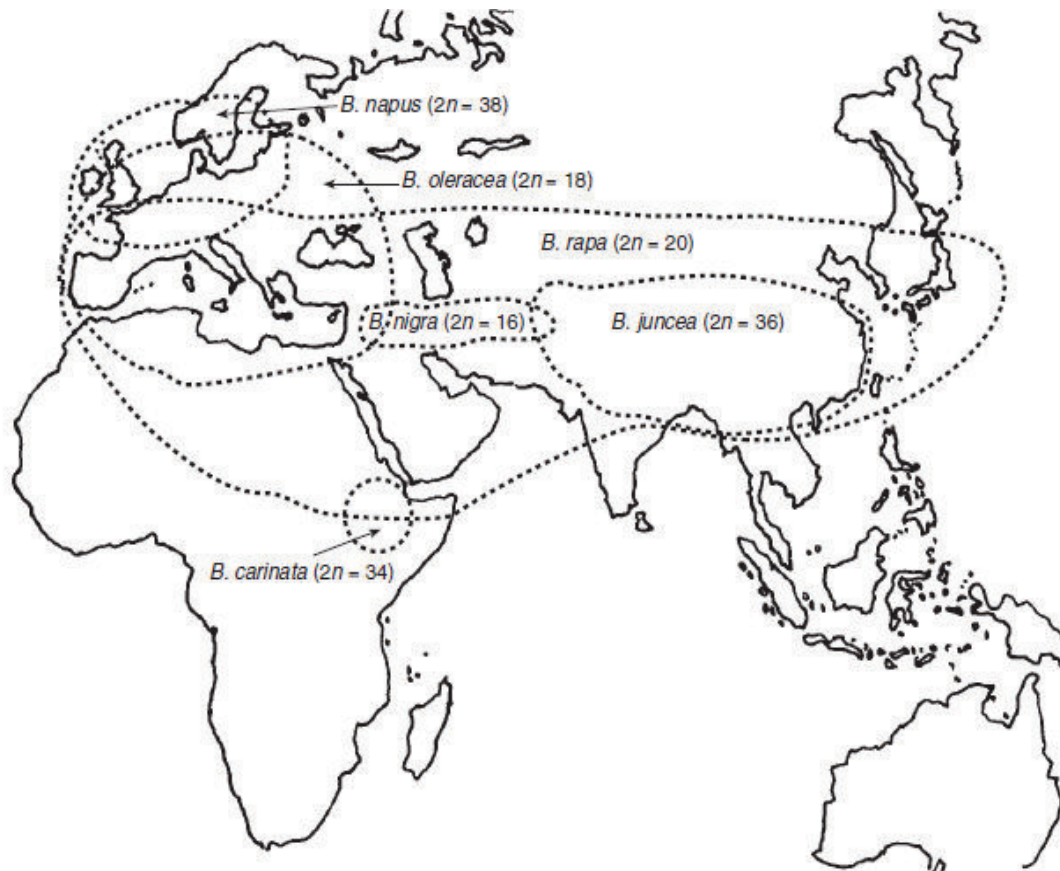 B. napus (2n = 38)
B. oleracea (2n = 18)
B. rapa (2n = 20)
B. nigra (2n = 16)
B. juncea (2n = 36)
B. carinata (2n = 34)